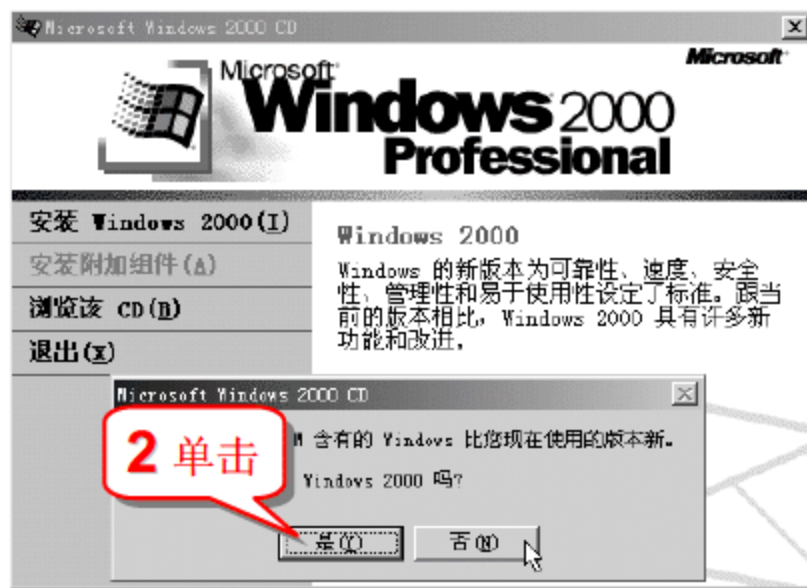 Microsoft Windows 2000 CD
Microsoft
Microsoft
Windows 2000
Professional
安装 Windows 2000(I)
安装附加组件(A)
浏览该 CD(B)
退出(X)
Windows 2000
Windows 的新版本为可靠性、速度、安全
性、管理性和易于使用性设定了标准。跟当
前的版本相比，Windows 2000 具有许多新
功能和改进.
Microsoft Windows 2000 CD
M 含有的 Windows 比您现在使用的版本新。
Windows 2000 吗?
2 单击
是(Y)
否(N)